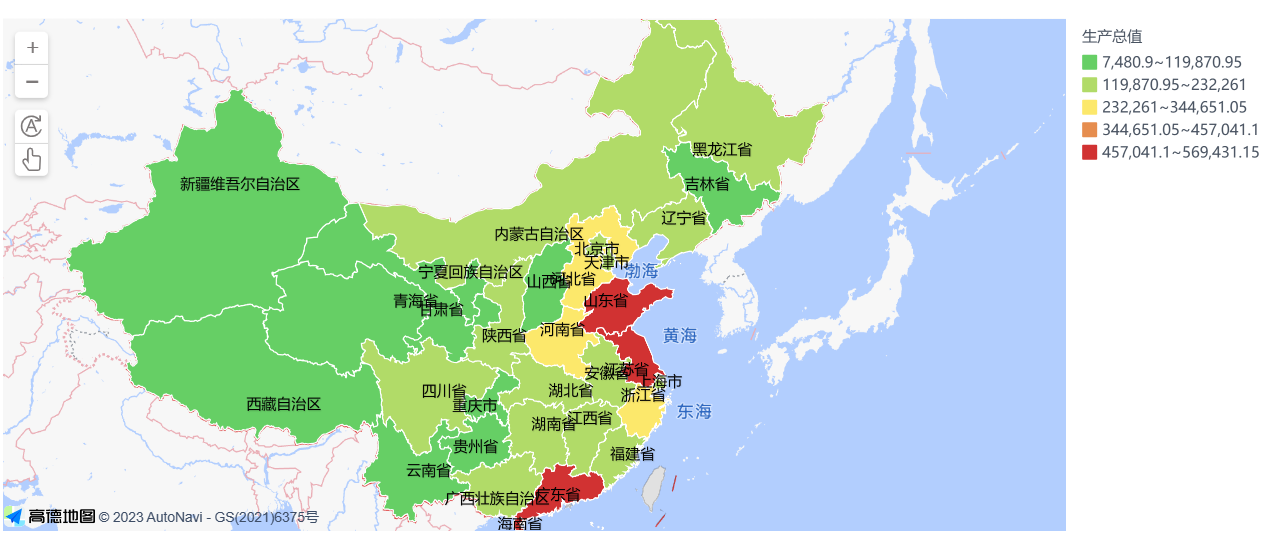 生产总值
7,480.9~119,870.95
119,870.95~232,261
232,261~344,651.05
344,651.05~457,041.1
457,041.1~569,431.15
+
−
A
黑龙江省
新疆维吾尔自治区
吉林省
辽宁省
内蒙古自治区
北京市
天津市
宁夏回族自治区
渤海
山西省
河北省
青海省
甘肃省
山东省
陕西省
河南省
黄海
安徽省
江苏省
上海市
四川省
湖北省
浙江省
西藏自治区
重庆市
东海
湖南省
江西省
贵州省
福建省
云南省
广西壮族自治区
广东省
海南省
高德地图 © 2023 AutoNavi - GS(2021)6375号